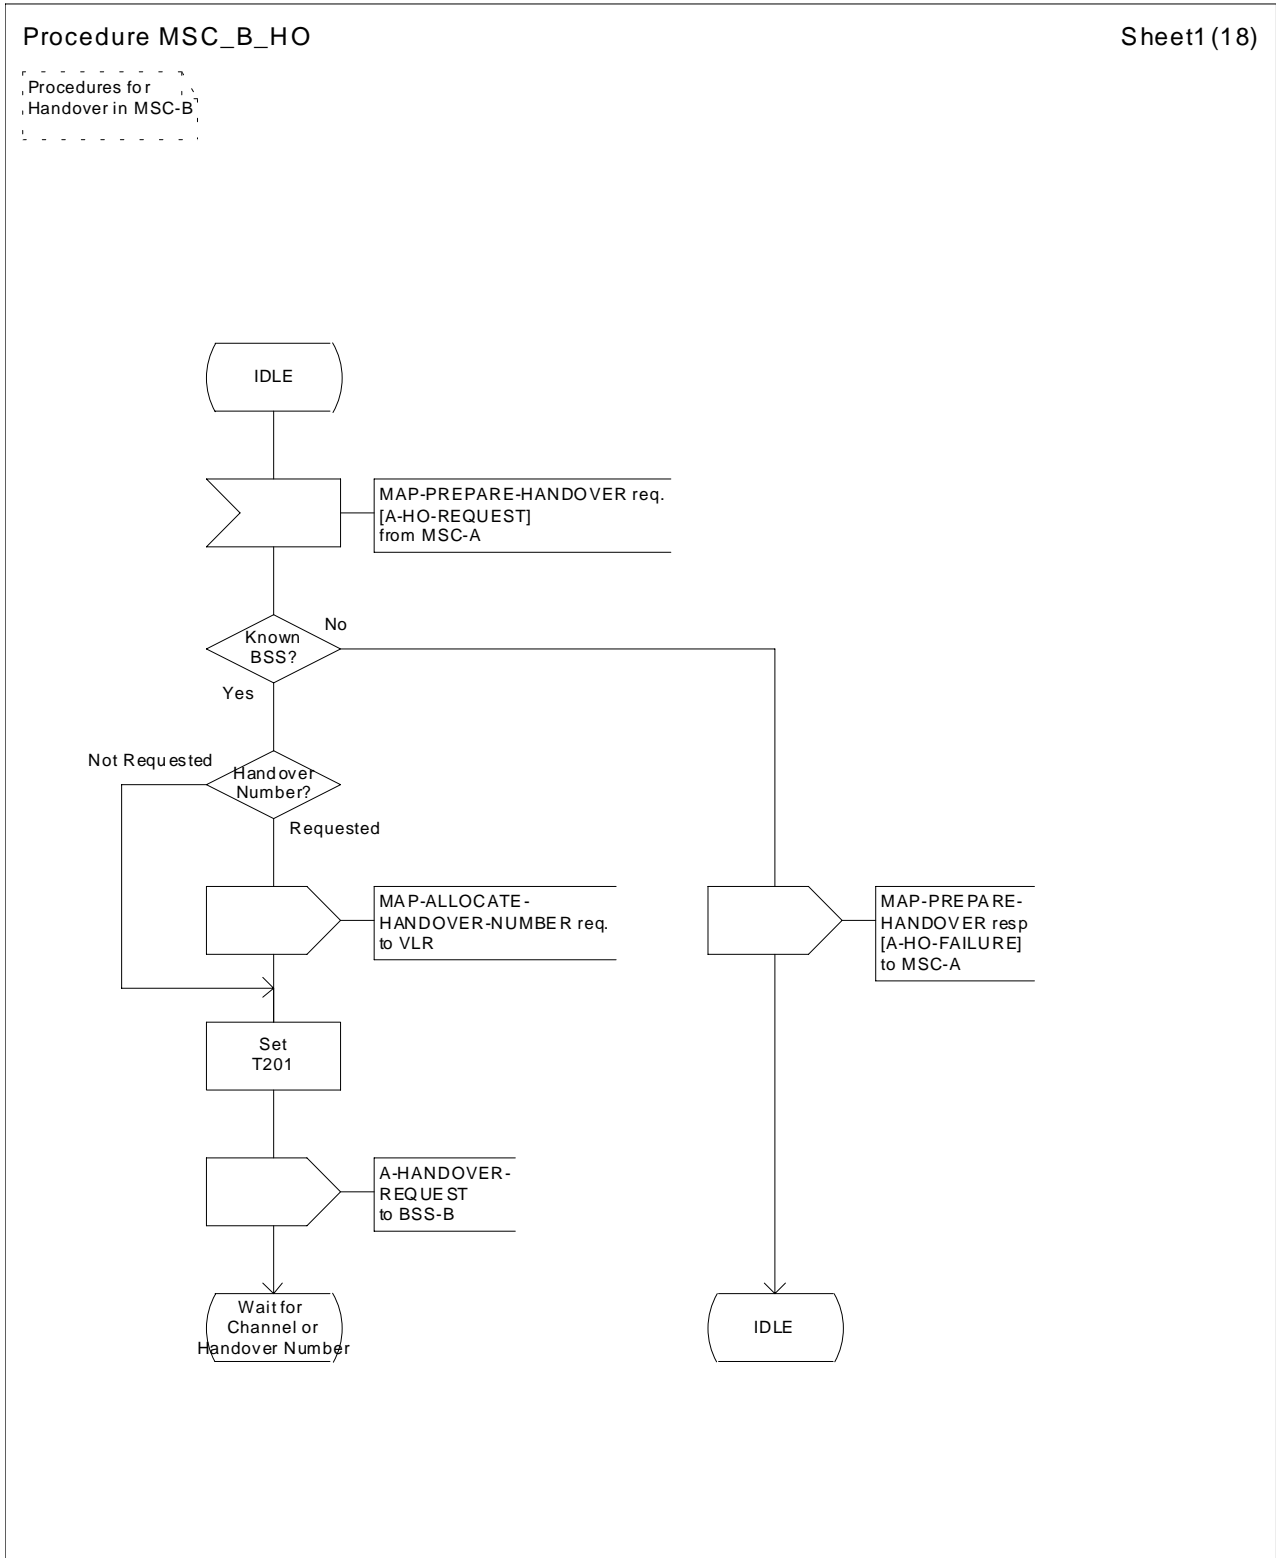 Procedure MSC_B_HO
Sheet1(18)
Procedures for
Handover in MSC-B
IDLE
MAP-PREPARE-HANDOVER req.
[A-HO-REQUEST]
from MSC-A
No
Known
BSS?
Yes
Not Requested
Handover
Number?
Requested
MAP-ALLOCATE-
HANDOVER-NUMBER req.
to VLR
MAP-PREPARE-
HANDOVER resp
[A-HO-FAILURE]
to MSC-A
Set
T201
A-HANDOVER-
REQUEST
to BSS-B
Wait for
Channel or
Handover Number
IDLE